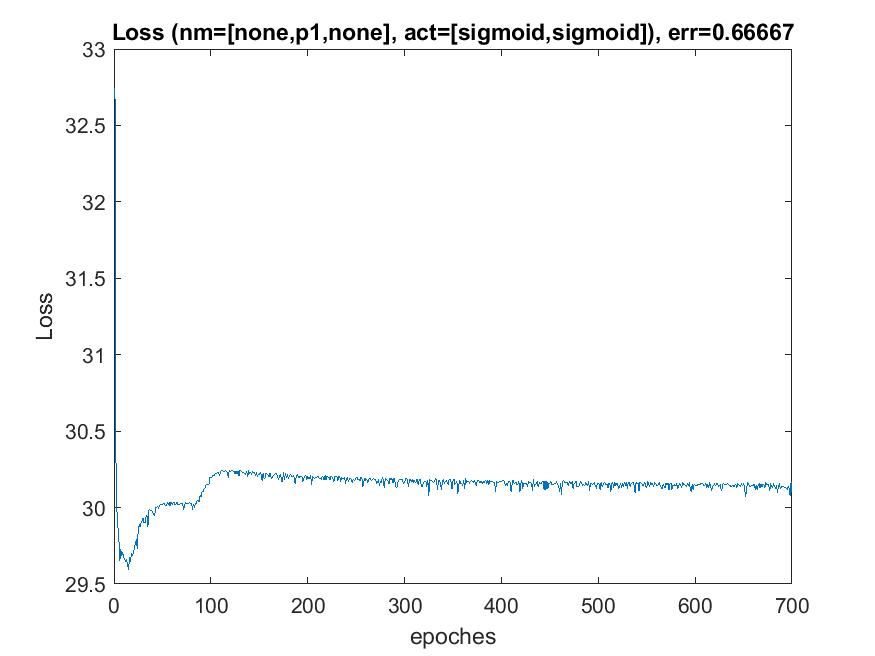 Loss (nm=[none,p1,none], act=[sigmoid,sigmoid]), err=0.66667
33
32.5
32
31.5
31
30.5
30
29.5
Loss
0 100 200 300 400 500 600 700
epoches